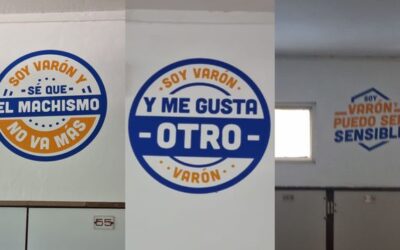 SOY VARÓN Y
SÉ QUE
EL MACHISMO
NO VA MÁS
55
SOY VARÓN
Y ME GUSTA
-OTRO-
VARÓN
SOY
VARÓN
PUEDO SER
SENSIBLE